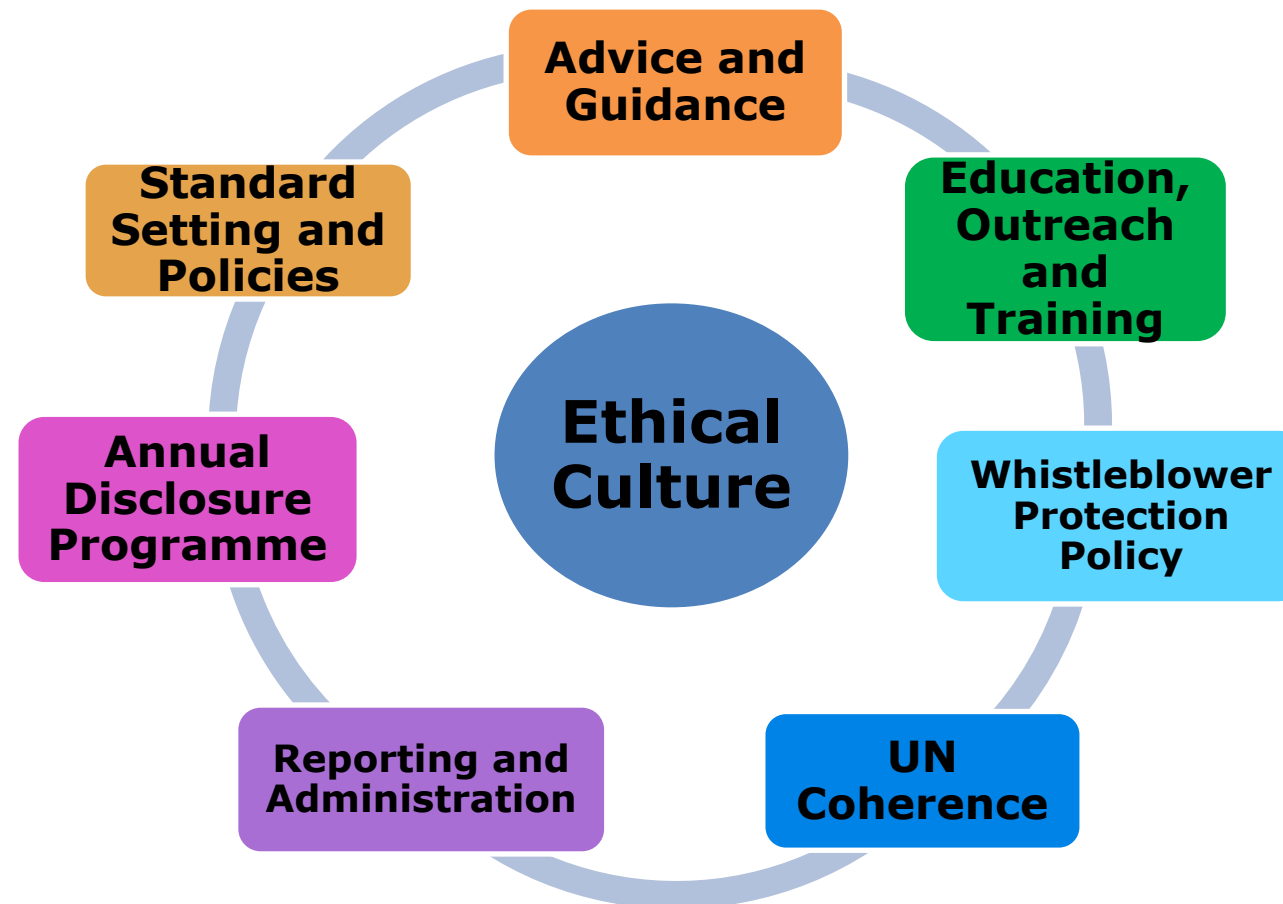 Advice and
Guidance
Education,
Outreach
and
Training
Whistleblower
Protection
Policy
UN
Coherence
Reporting and
Administration
Annual
Disclosure
Programme
Standard
Setting and
Policies
Ethical
Culture